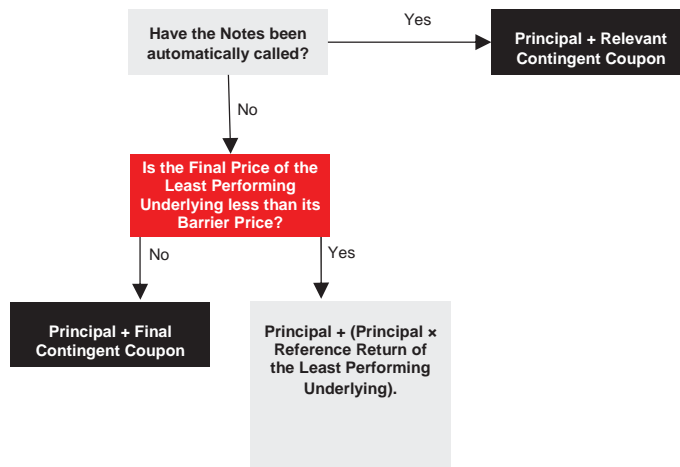 Have the Notes been
automatically called?
Yes
Principal + Relevant
Contingent Coupon
No
Is the Final Price of the
Least Performing
Underlying less than its
Barrier Price?
No
Yes
Principal + Final
Contingent Coupon
Principal + (Principal ×
Reference Return of
the Least Performing
Underlying).